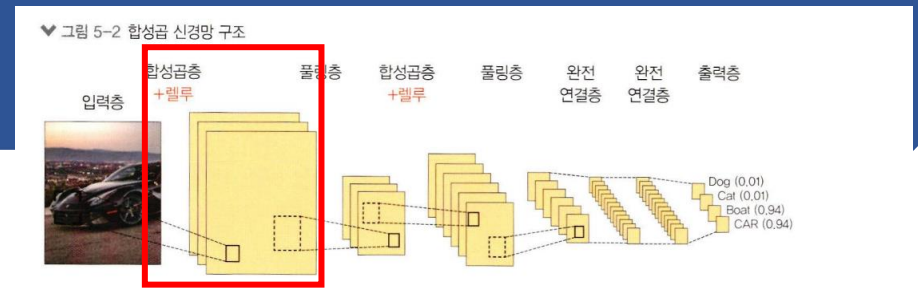 ❤ 그림 5-2 합성곱 신경망 구조
합성곱층 풀링층 합성곱층 풀링층 완전 완전 출력층
입력층 +렐루 +렐루 연결층 연결층
Dog (0,01)
Cat (0,01)
Boat (0,94)
CAR (0,94)